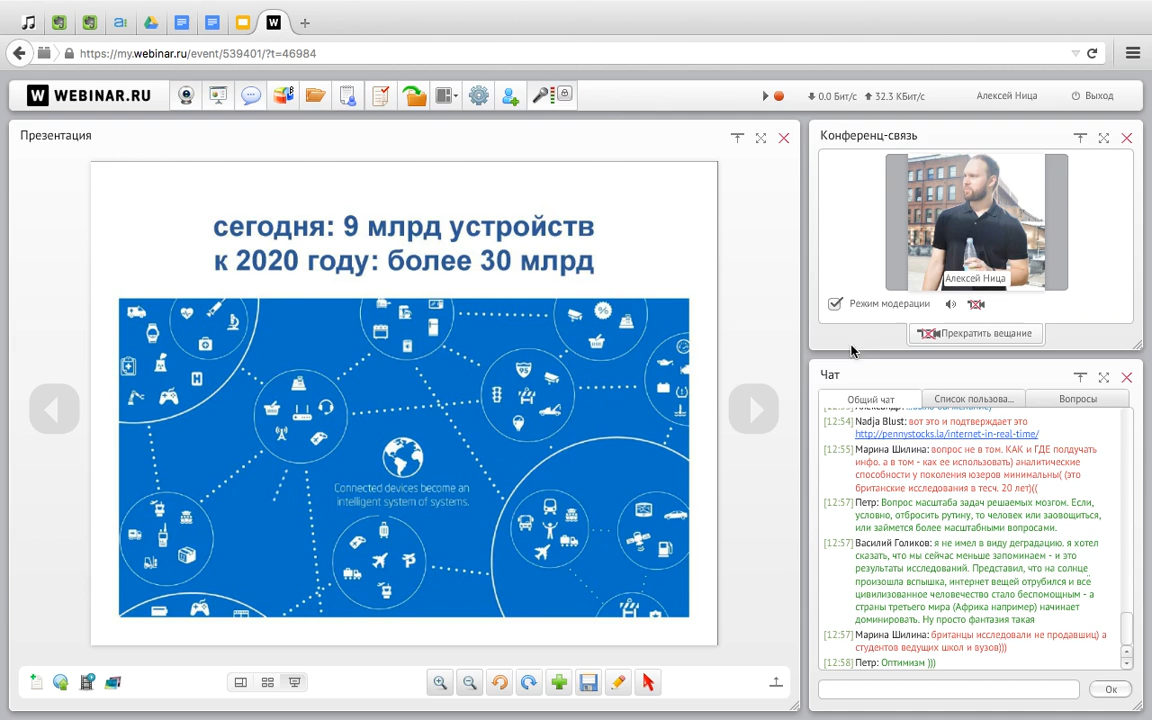 W
https://my.webinar.ru/event/539401/?t=46984
W WEBINAR.RU
0.0 Бит/с
32.3 КБит/с
Алексей Ница
Выход
Презентация
сегодня: 9 млрд устройств
к 2020 году: более 30 млрд
95
H
Connected devices become an
intelligent system of systems.
Конференц-связь
Алексей Ница
Режим модерации
Прекратить вещание
Чат
Общий чат
Список пользова...
Вопросы
[12:54] Nadja Blust: вот это и подтверждает это
http://pennystocks.la/internet-in-real-time/
[12:55] Марина Шилина: вопрос не в том. КАК и ГДЕ полдучать
инфо. а в том - как ее использовать) аналитические
способности у поколения юзеров минимальны( (это
британские исследования в тесч. 20 лет)((
[12:57] Петр: Вопрос масштаба задач решаемых мозгом. Если,
условно, отбросить рутину, то человек или заовощиться,
или займется более масштабными вопросами.
[12:57] Василий Голиков: я не имел в виду деградацию. я хотел
сказать, что мы сейчас меньше запоминаем - и это
результаты исследований. Представил, что на солнце
произошла вспышка, интернет вещей отрубился и все
цивилизованное человечество стало беспомощным - а
страны третьего мира (Африка например) начинает
доминировать. Ну просто фантазия такая
[12:57] Марина Шилина: британцы исследовали не продавшиц) а
студентов ведущих школ и вузов)))
[12:58] Петр: Оптимизм )))
Ок